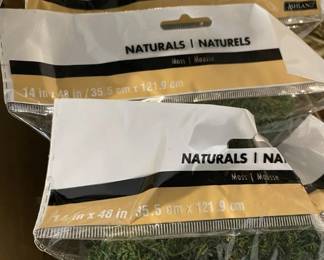 ASHLAND
NATURALS | NATURELS
Moss | Mousse
14 in x 48 in / 35.5 cm x 121.9 cm
NATURALS | NA
Moss | Mousse
14 in x 48 in / 35.5 cm x 121.9 cm